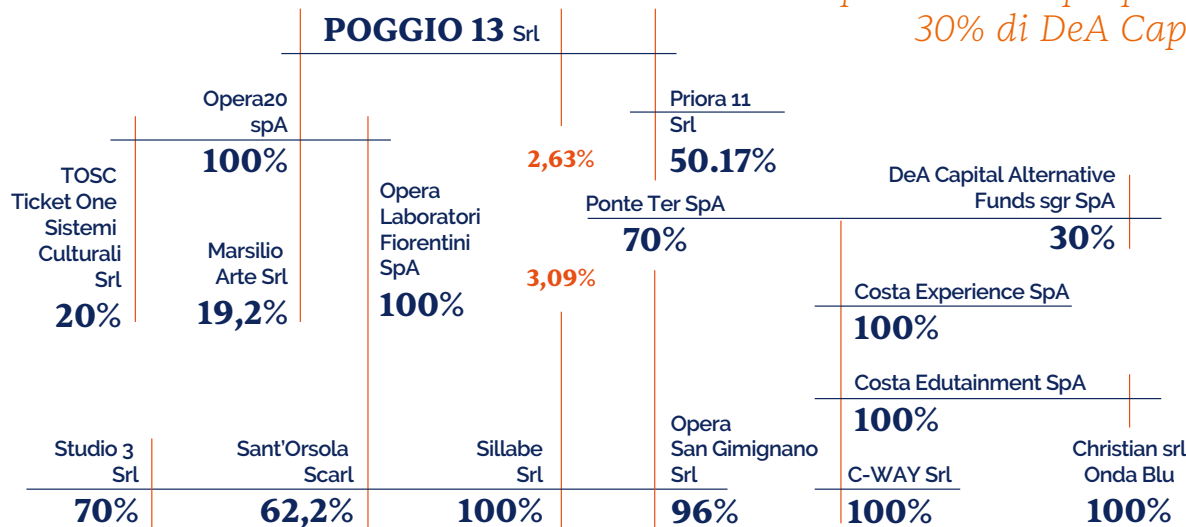 30% di DeA Cap
POGGIO 13 Srl
Opera20
spA
100%
Priora 11
Srl
50.17%
2,63%
TOSC
Ticket One
Sistemi
Culturali
Srl
20%
Marsilio
Arte Srl
19,2%
Opera
Laboratori
Fiorentini
SpA
100%
Ponte Ter SpA
70%
DeA Capital Alternative
Funds sgr SpA
30%
3,09%
Costa Experience SpA
100%
Costa Edutainment SpA
100%
Studio 3
Srl
70%
Sant'Orsola
Scarl
62,2%
Sillabe
Srl
100%
Opera
San Gimignano
Srl
96%
C-WAY Srl
100%
Christian srl
Onda Blu
100%